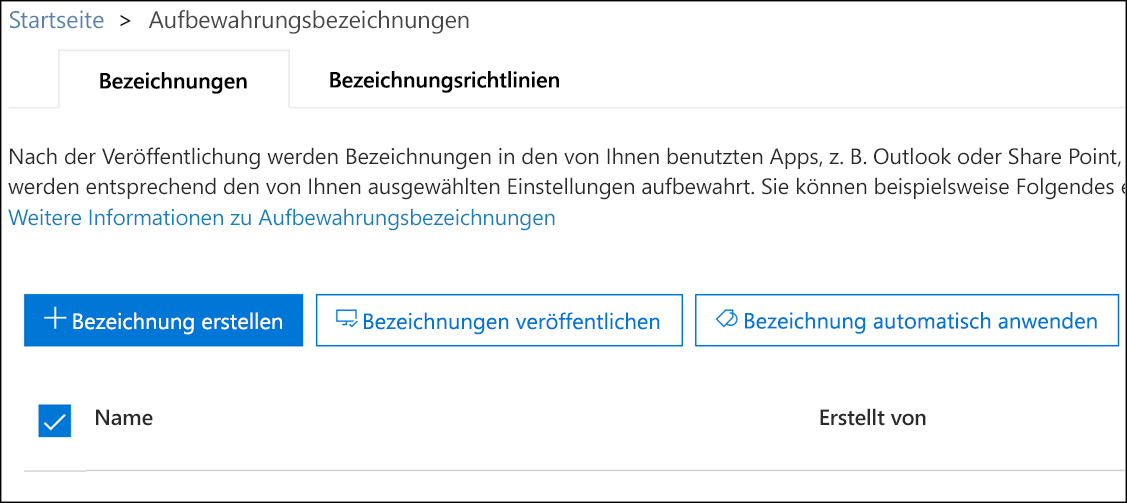 Startseite > Aufbewahrungsbezeichnungen
Bezeichnungen Bezeichnungsrichtlinien
Nach der Veröffentlichung werden Bezeichnungen in den von Ihnen benutzten Apps, z. B. Outlook oder Share Point,
werden entsprechend den von Ihnen ausgewählten Einstellungen aufbewahrt. Sie können beispielsweise Folgendes
Weitere Informationen zu Aufbewahrungsbezeichnungen
Bezeichnung erstellen Bezeichnungen veröffentlichen Bezeichnung automatisch anwenden
Name Erstellt von